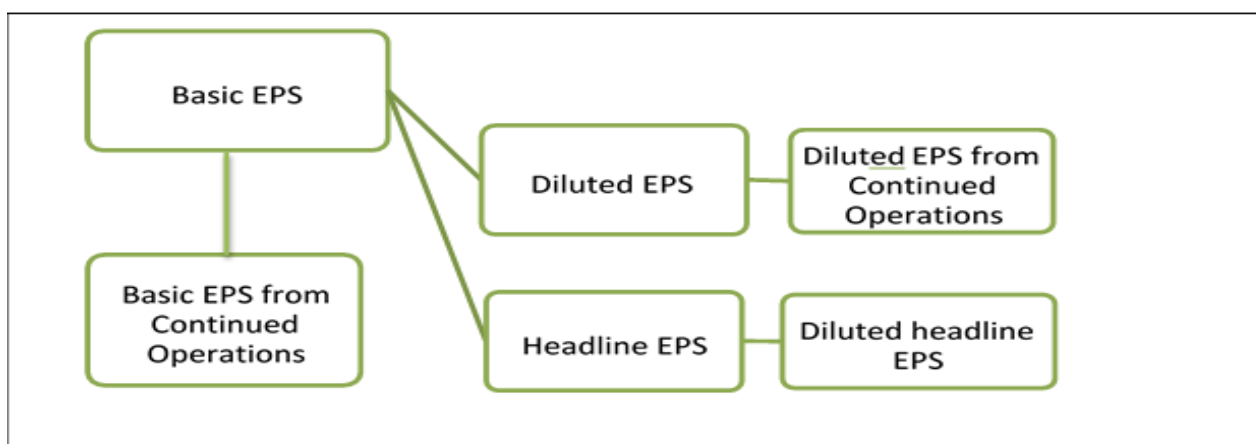 Basic EPS
Diluted EPS
Diluted EPS from
Continued
Operations
Basic EPS from
Continued
Operations
Headline EPS
Diluted headline
EPS